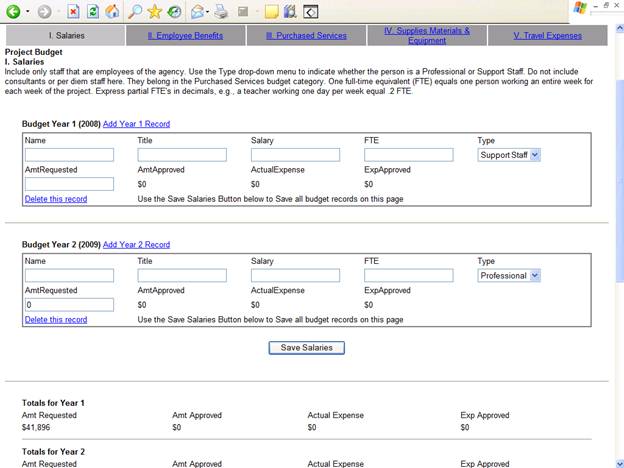 I. Salaries
II. Employee Benefits
III. Purchased Services
IV. Supplies Materials &
Equipment
V. Travel Expenses
Project Budget
I. Salaries
Include only staff that are employees of the agency. Use the Type drop-down menu to indicate whether the person is a Professional or Support Staff. Do not include
consultants or per diem staff here. They belong in the Purchased Services budget category. One full-time equivalent (FTE) equals one person working an entire week for
each week of the project. Express partial FTE's in decimals, e.g., a teacher working one day per week equal .2 FTE.
Budget Year 1 (2008) Add Year 1 Record
Name Title Salary FTE Type
Support Staff
AmtRequested AmtApproved ActualExpense ExpApproved
$0 $0 $0
Delete this record Use the Save Salaries Button below to Save all budget records on this page
Budget Year 2 (2009) Add Year 2 Record
Name Title Salary FTE Type
Professional
AmtRequested AmtApproved ActualExpense ExpApproved
0 $0 $0 $0
Delete this record Use the Save Salaries Button below to Save all budget records on this page
Save Salaries
Totals for Year 1
Amt Requested Amt Approved Actual Expense Exp Approved
$41,896 $0 $0 $0
Totals for Year 2
Amt Requested Amt Approved Actual Expense Exp Approved